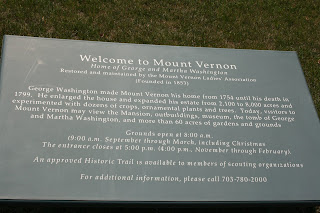 Welcome to Mount Vernon
Home of George and Martha Washington
Restored and maintained by the Mount Vernon Ladies' Association
(Founded in 1853)
George Washington made Mount Vernon his home from 1754 until his death in
1799. He enlarged the house and expanded his estate from 2,100 to 8,000 acres and
experimented with dozens of crops, ornamental plants and trees. Today, visitors to
Mount Vernon may view the Mansion, outbuildings, museum, the tomb of George
and Martha Washington, and more than 60 acres of gardens and grounds
Grounds open at 8:00 a.m.
(9:00 a.m. September through March, including Christmas
The entrance closes at 5:00 p.m. (4:00 p.m., November through February).
An approved Historic Trail is available to members of scouting organizations
For additional information, please call 703-780-2000